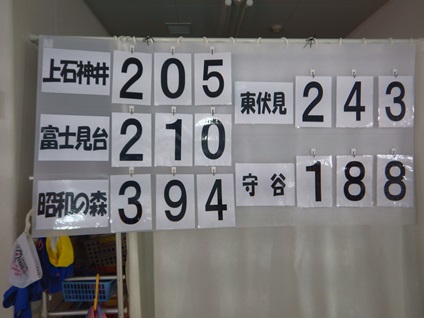 上石神井 205
富士見台 210
昭和の森 394
東伏見 243
守谷 188